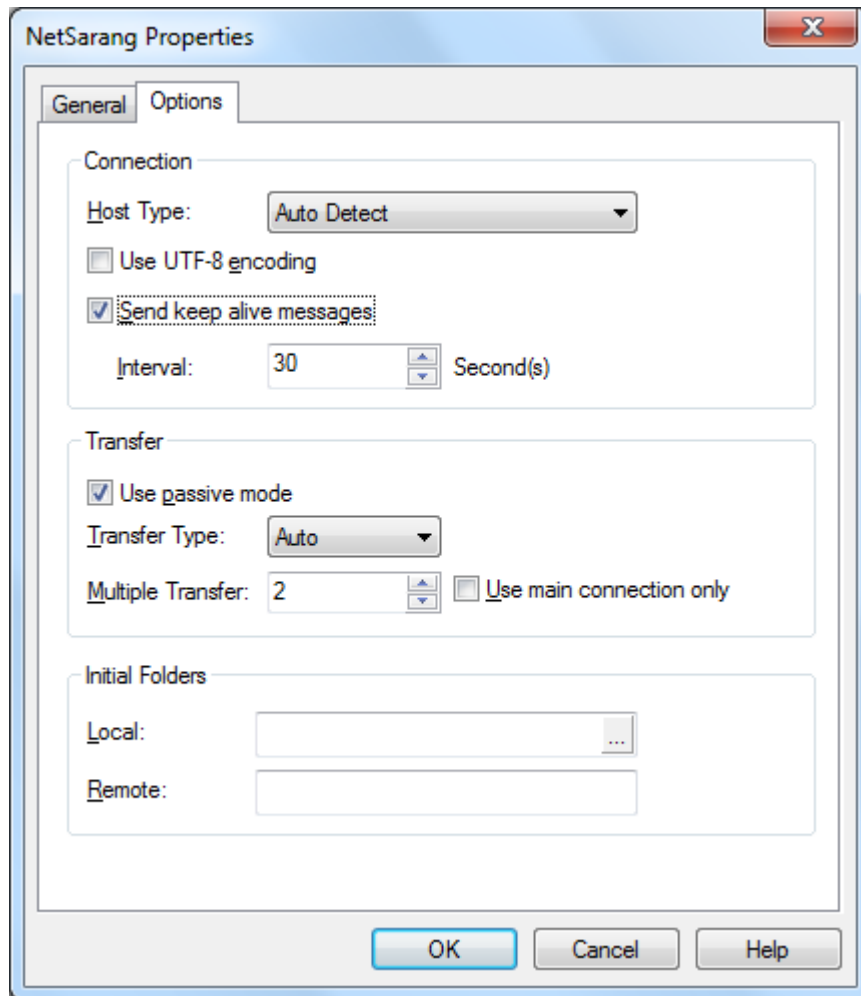 NetSarang Properties
General Options
Connection
Host Type: Auto Detect
Use UTF-8 encoding
Send keep alive messages
Interval: 30 Second(s)
Transfer
Use passive mode
Transfer Type: Auto
Multiple Transfer: 2 Use main connection only
Initial Folders
Local: ...
Remote:
OK Cancel Help